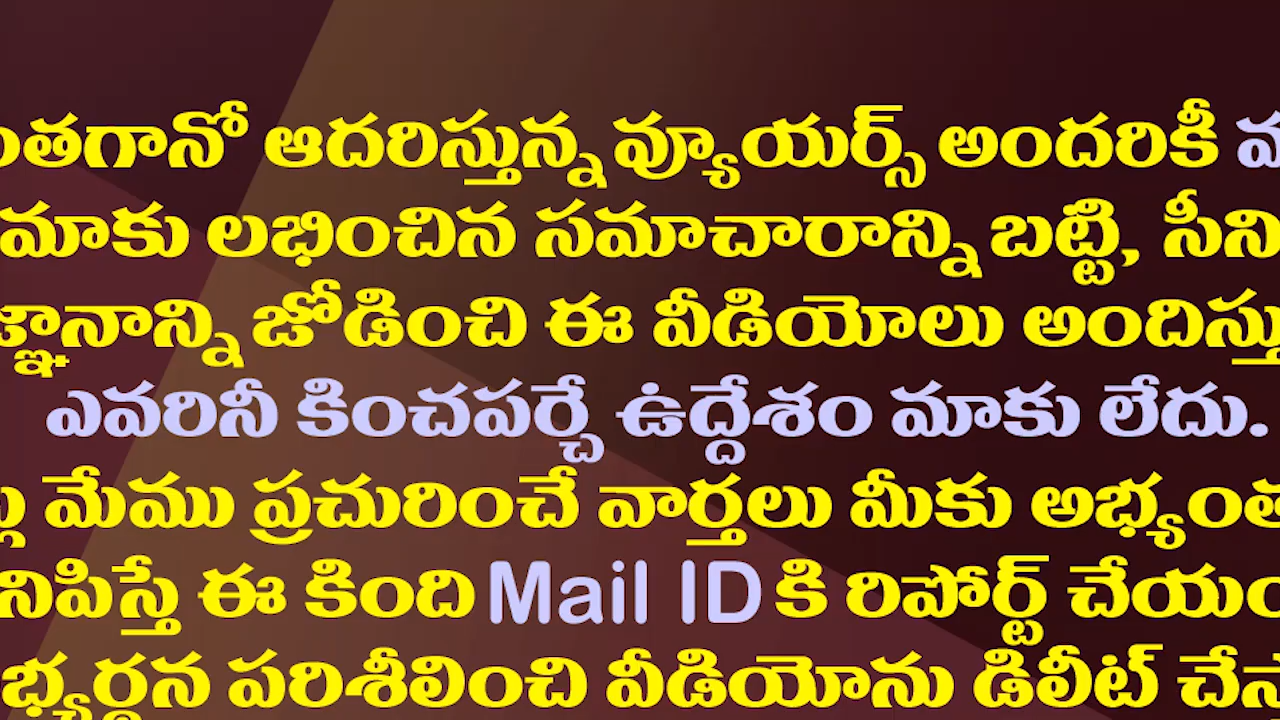 ంతగానో ఆదరిస్తున్న వ్యూయర్స్ అందరికీ
మాకు లభించిన సమాచారాన్ని బట్టి, సీని
జ్ఞానాన్ని జోడించి ఈ వీడియోలు అందిస్తు
ఎవరినీ కించపర్చే ఉద్దేశం మాకు లేదు.
ల్ల మేము ప్రచురించే వార్తలు మీకు అభ్యంత
నిపిస్తే ఈ కింది Mail ID కి రిపోర్ట్ చేయం
భ్యర్థన పరిశీలించి వీడియోను డిలీట్ చేస